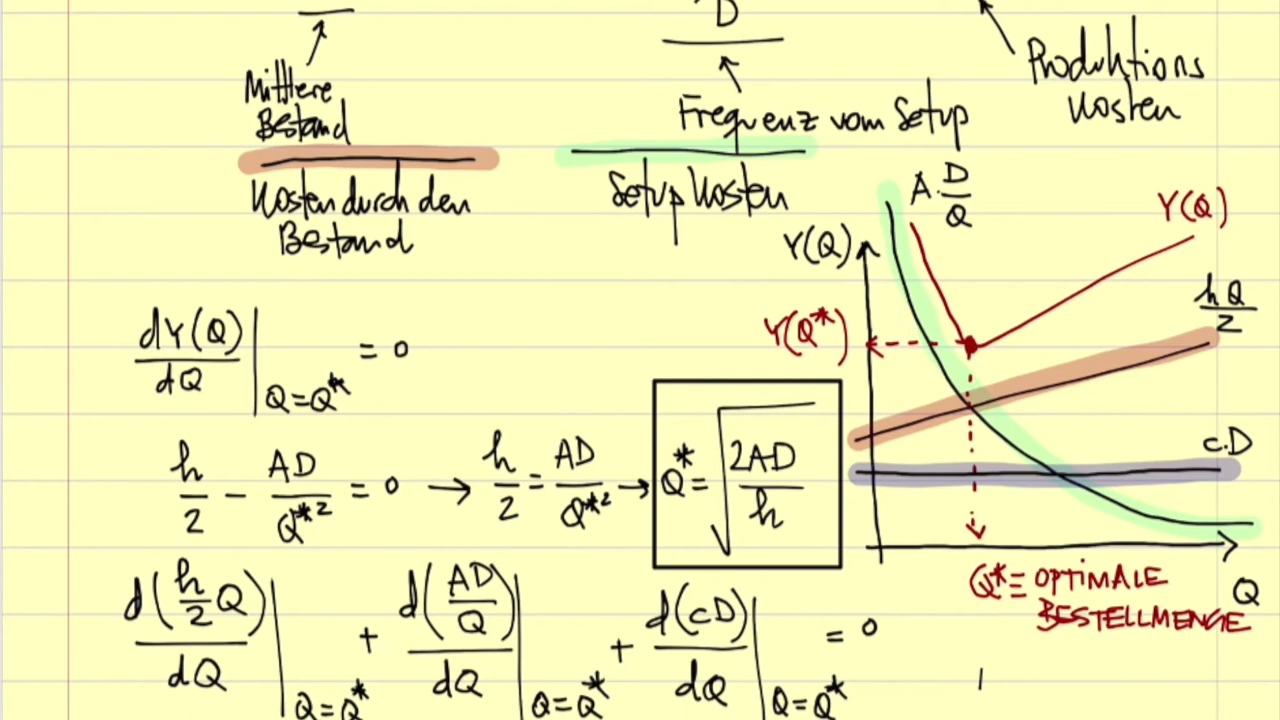 D
Produktions
Kosten
Mittlere
Bestand
Frequenz vom Setup
Kosten durch den
Bestand
Setup Kosten
A·D/Q
Y(Q)
Y(Q)
hQ/2
Y(Q*)
c·D
dY(Q)/dQ |Q=Q* = 0
h/2 - AD/Q*² = 0 → h/2 = AD/Q*² → Q* = √(2AD/h)
Q* = OPTIMALE
BESTELLMENGE
Q
d(h/2 Q)/dQ |Q=Q* + d(AD/Q)/dQ |Q=Q* + d(cD)/dQ |Q=Q* = 0